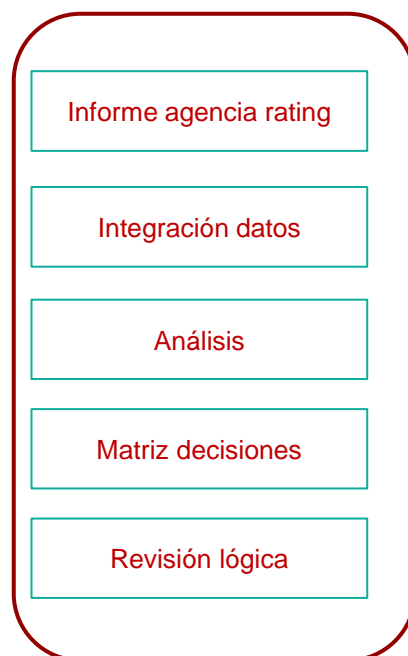 Informe agencia rating
Integración datos
Análisis
Matriz decisiones
Revisión lógica